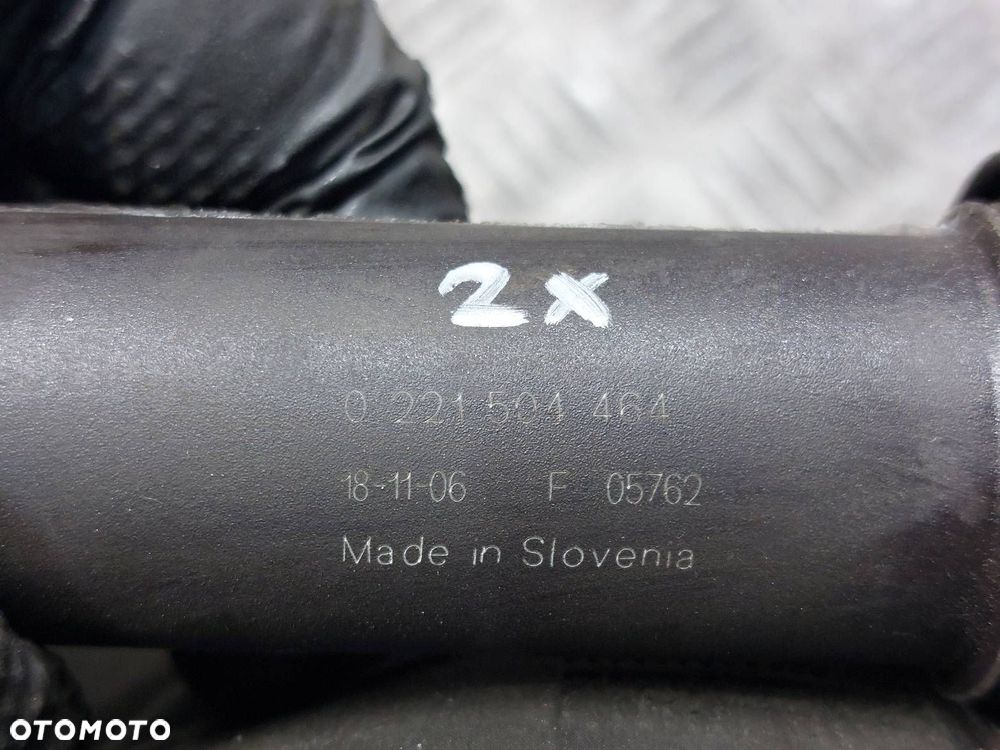 2x
0 221 504 464
18-11-06 F 05762
Made in Slovenia
OTOMOTO